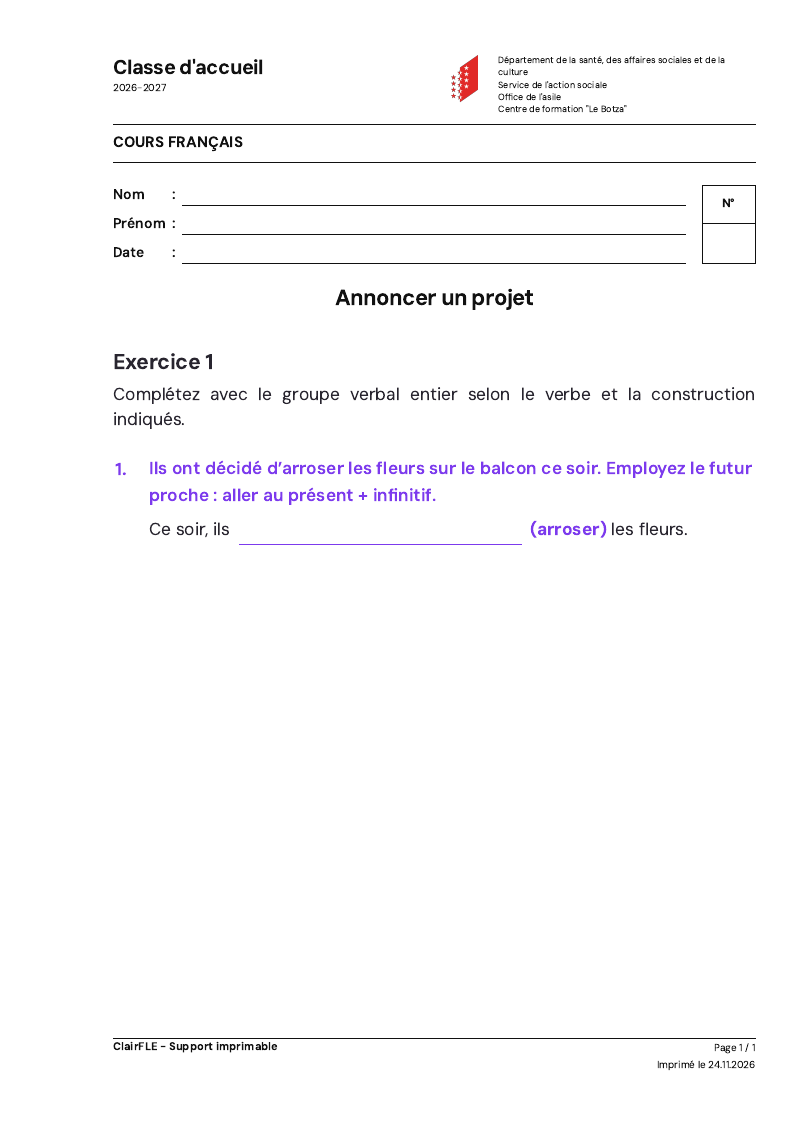 Classe d'accueil
2026-2027
Département de la santé, des affaires sociales et de la
culture
Service de l'action sociale
Office de l'asile
Centre de formation "Le Botza"
COURS FRANÇAIS
Nom :
Prénom :
Date :
N°
Annoncer un projet
Exercice 1
Complétez avec le groupe verbal entier selon le verbe et la construction
indiqués.
1. Ils ont décidé d’arroser les fleurs sur le balcon ce soir. Employez le futur
proche : aller au présent + infinitif.
Ce soir, ils (arroser) les fleurs.
ClairFLE - Support imprimable
Page 1 / 1
Imprimé le 24.11.2026